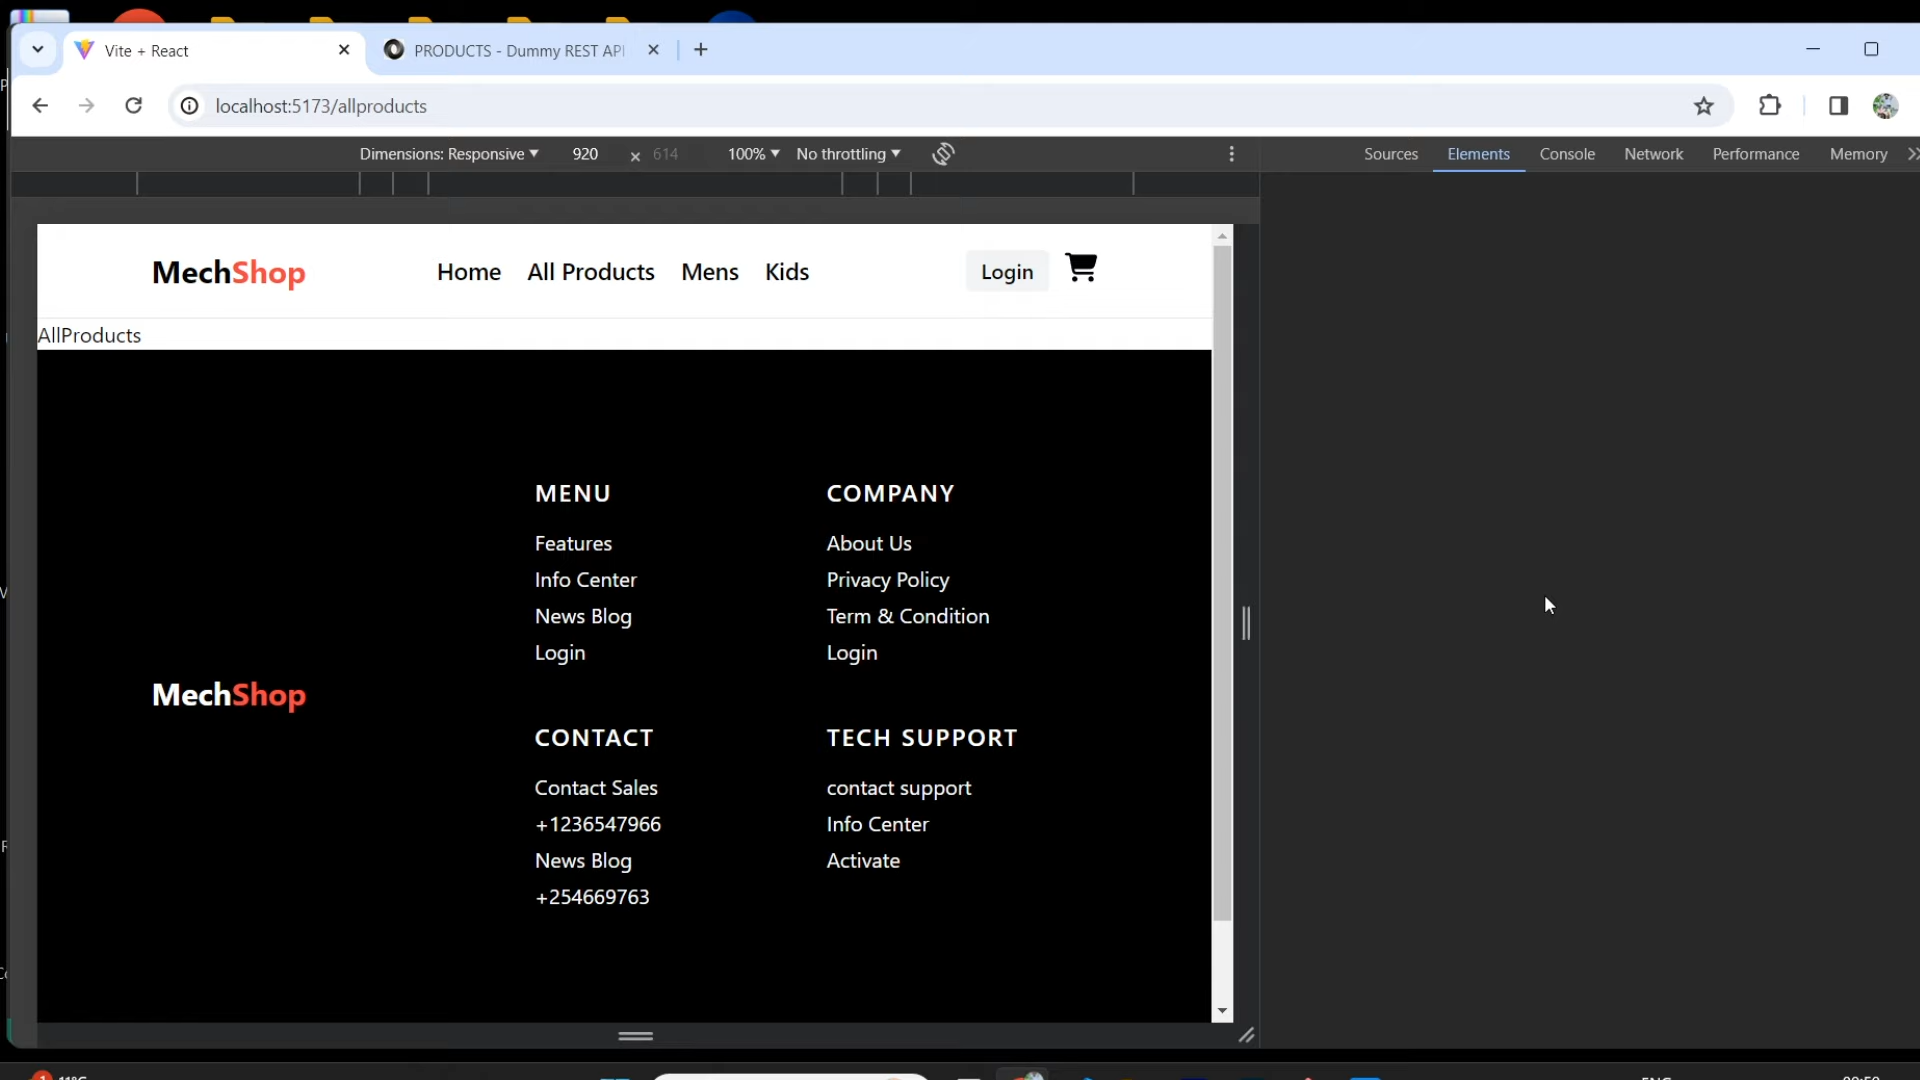 Vite + React
PRODUCTS - Dummy REST API
localhost:5173/allproducts
Dimensions: Responsive 920 x 614 100% No throttling
Sources Elements Console Network Performance Memory
MechShop Home All Products Mens Kids Login
AllProducts
MENU
Features
Info Center
News Blog
Login
COMPANY
About Us
Privacy Policy
Term & Condition
Login
MechShop
CONTACT
Contact Sales
+1236547966
News Blog
+254669763
TECH SUPPORT
contact support
Info Center
Activate